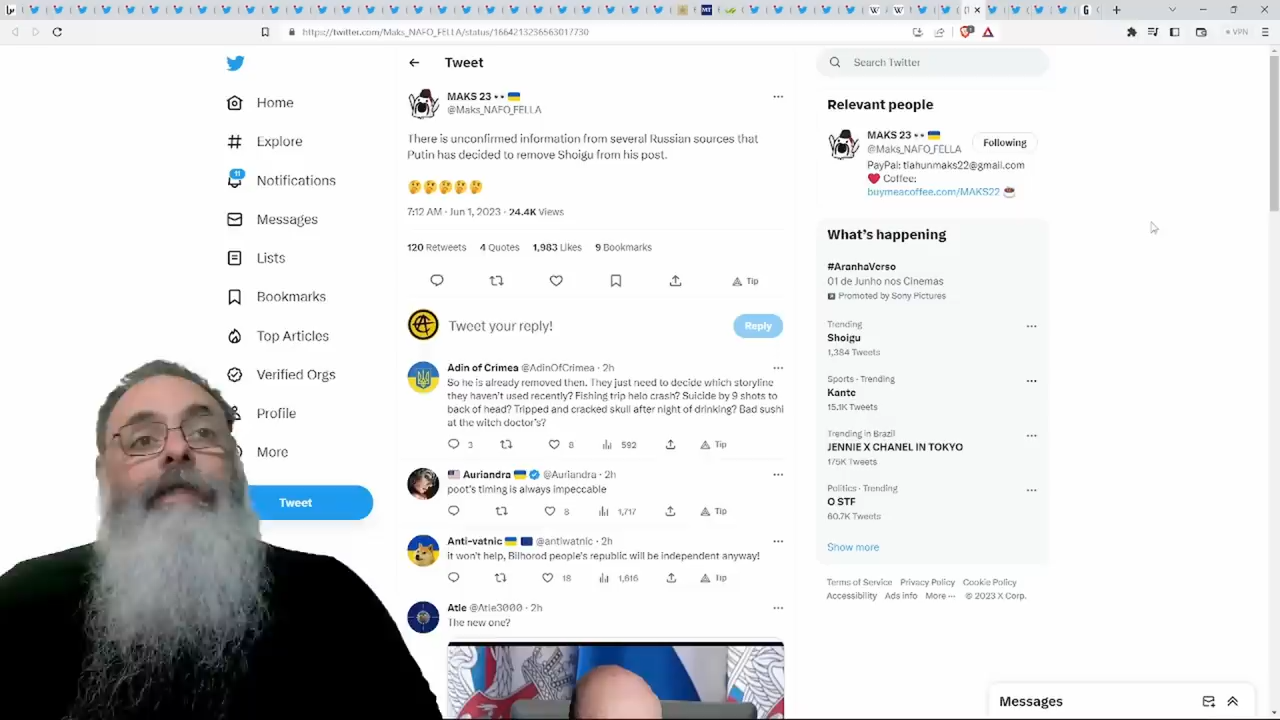 https://twitter.com/Maks_NAFO_FELLA/status/1664213236563017730
VPN
Home
Explore
11
Notifications
Messages
Lists
Bookmarks
Top Articles
Verified Orgs
Profile
More
Tweet
Tweet
MAKS 23
@Maks_NAFO_FELLA
There is unconfirmed information from several Russian sources that
Putin has decided to remove Shoigu from his post.
7:12 AM · Jun 1, 2023 · 24.4K Views
120 Retweets 4 Quotes 1,983 Likes 9 Bookmarks
Tip
Tweet your reply!
Reply
Adin of Crimea @AdinOfCrimea · 2h
So he is already removed then. They just need to decide which storyline
they haven't used recently? Fishing trip helo crash? Suicide by 9 shots to
back of head? Tripped and cracked skull after night of drinking? Bad sushi
at the witch doctor's?
3 8 592 Tip
Auriandra @Auriandra · 2h
poot's timing is always impeccable
8 1,717 Tip
Anti-vatnic @antiwatnic · 2h
it won't help, Bilhorod people's republic will be independent anyway!
18 1,616 Tip
Atle @Atle3000 · 2h
The new one?
Search Twitter
Relevant people
MAKS 23
@Maks_NAFO_FELLA
Following
PayPal: tlahunmaks22@gmail.com
Coffee:
buymeacoffee.com/MAKS22
What's happening
#AranhaVerso
01 de Junho nos Cinemas
Promoted by Sony Pictures
Trending
Shoigu
1,384 Tweets
Sports · Trending
Kante
15.1K Tweets
Trending in Brazil
JENNIE X CHANEL IN TOKYO
175K Tweets
Politics · Trending
O STF
60.7K Tweets
Show more
Terms of Service Privacy Policy Cookie Policy
Accessibility Ads info More ··· © 2023 X Corp.
Messages